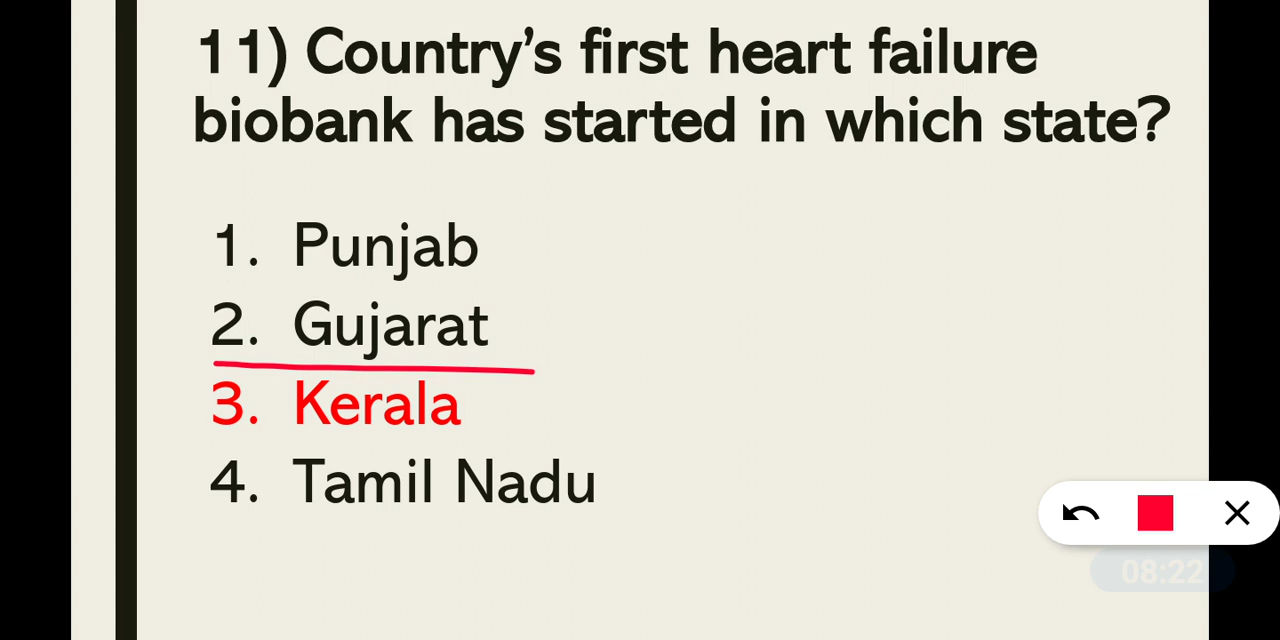 11) Country’s first heart failure
biobank has started in which state?
1. Punjab
2. Gujarat
3. Kerala
4. Tamil Nadu
08:22